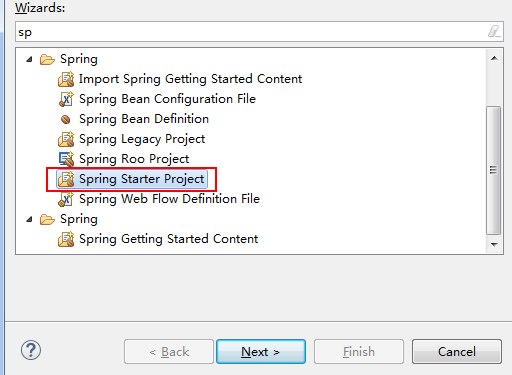 Wizards:
sp
Spring
Import Spring Getting Started Content
Spring Bean Configuration File
Spring Bean Definition
Spring Legacy Project
Spring Roo Project
Spring Starter Project
Spring Web Flow Definition File
Spring
Spring Getting Started Content
? < Back Next > Finish Cancel